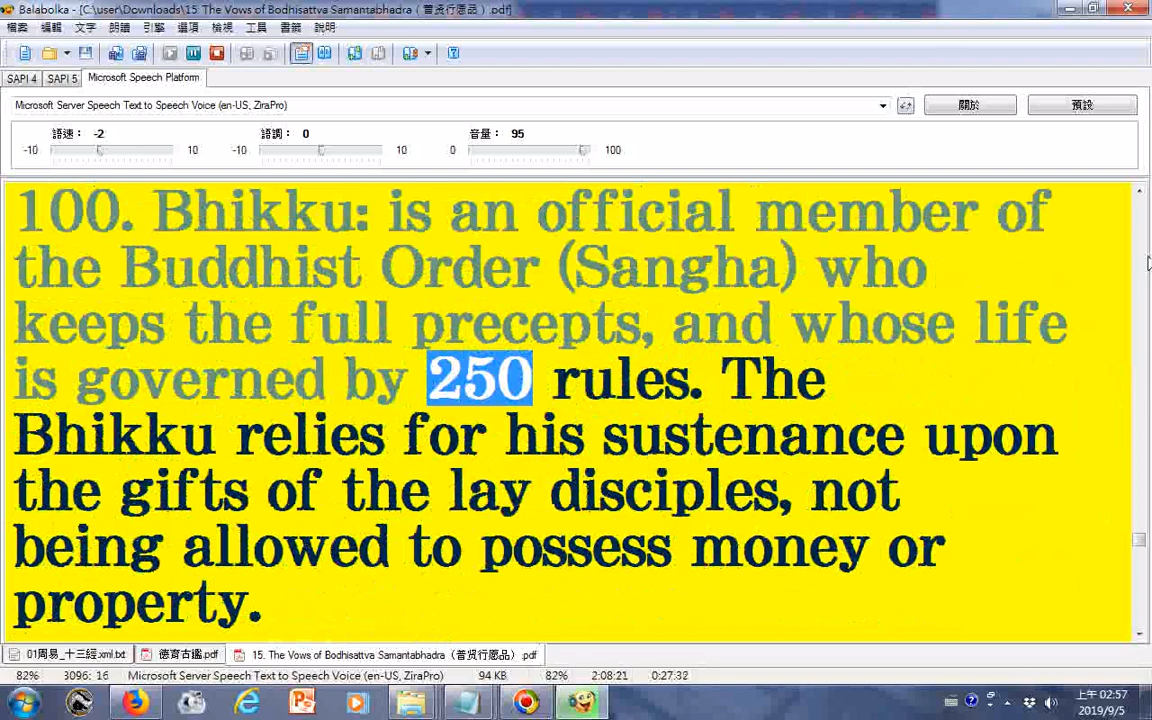 Balabolka - [C:\user\Downloads\15. The Vows of Bodhisattva Samantabhadra (普贤行愿品) .pdf]
檔案 編輯 文字 朗讀 引擎 選項 檢視 工具 書籤 說明
SAPI 4 SAPI 5 Microsoft Speech Platform
Microsoft Server Speech Text to Speech Voice (en-US, ZiraPro) 關於 預設
語速： -2 語調： 0 音量： 95
-10 10 -10 10 0 100
100. Bhikku: is an official member of
the Buddhist Order (Sangha) who
keeps the full precepts, and whose life
is governed by 250 rules. The
Bhikku relies for his sustenance upon
the gifts of the lay disciples, not
being allowed to possess money or
property.
01周易_十三經.xml.txt 德育古鑑.pdf 15. The Vows of Bodhisattva Samantabhadra (普贤行愿品) .pdf
82% 3096: 16 Microsoft Server Speech Text to Speech Voice (en-US, ZiraPro) 94 KB 82% 2:08:21 0:27:32
上午 02:57
2019/9/5